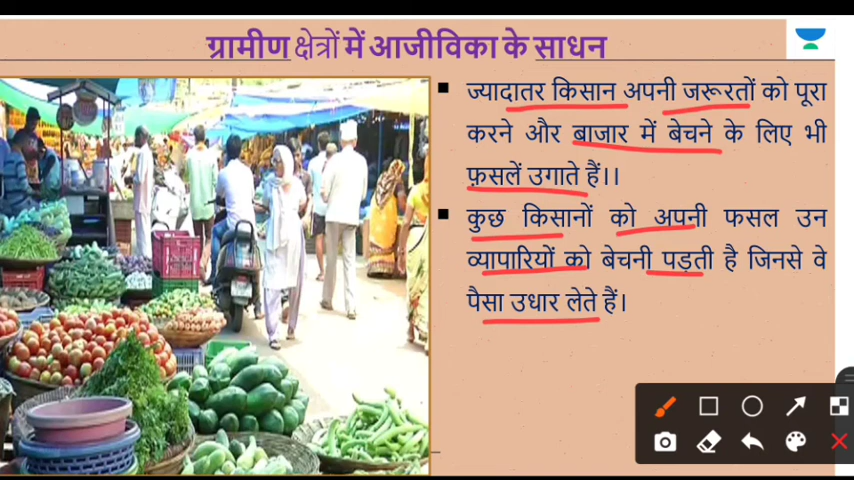 ग्रामीण क्षेत्रों में आजीविका के साधन
ज्यादातर किसान अपनी जरूरतों को पूरा
करने और बाजार में बेचने के लिए भी
फ़सलें उगाते हैं।।
कुछ किसानों को अपनी फसल उन
व्यापारियों को बेचनी पड़ती है जिनसे वे
पैसा उधार लेते हैं।